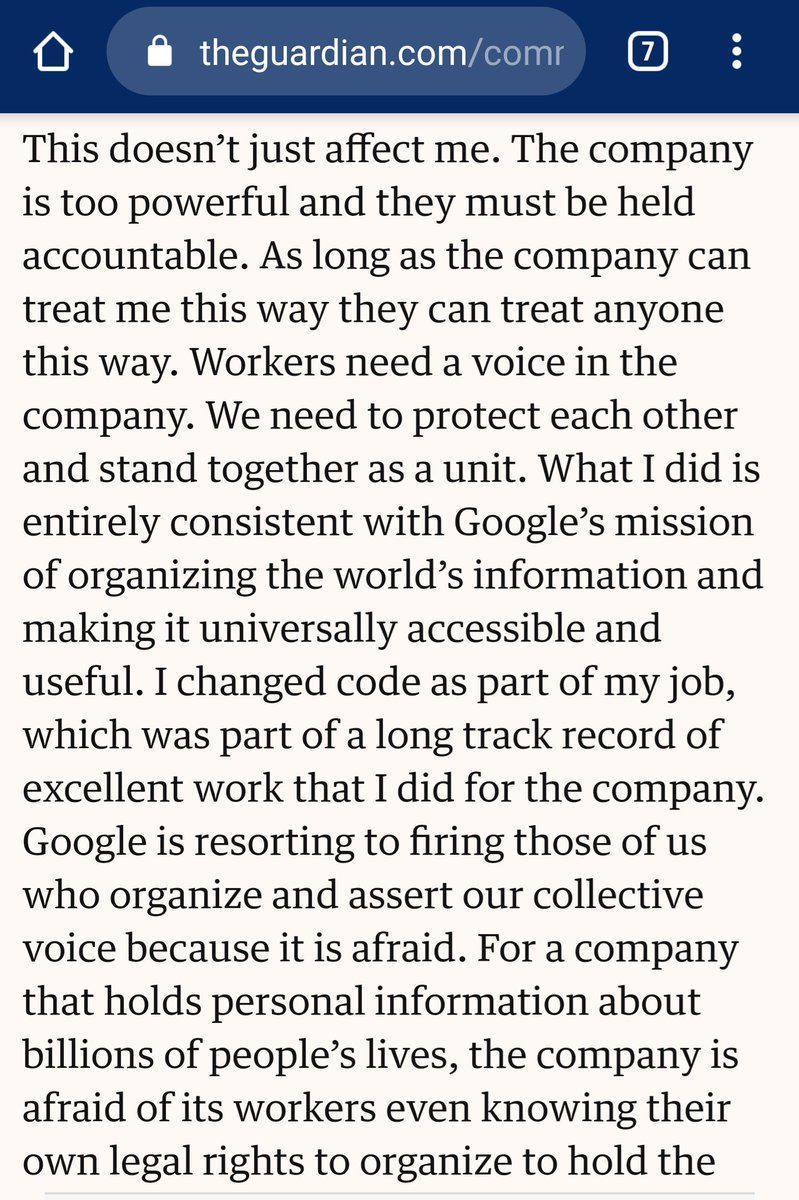 theguardian.com/comr
7
This doesn’t just affect me. The company
is too powerful and they must be held
accountable. As long as the company can
treat me this way they can treat anyone
this way. Workers need a voice in the
company. We need to protect each other
and stand together as a unit. What I did is
entirely consistent with Google’s mission
of organizing the world’s information and
making it universally accessible and
useful. I changed code as part of my job,
which was part of a long track record of
excellent work that I did for the company.
Google is resorting to firing those of us
who organize and assert our collective
voice because it is afraid. For a company
that holds personal information about
billions of people’s lives, the company is
afraid of its workers even knowing their
own legal rights to organize to hold the